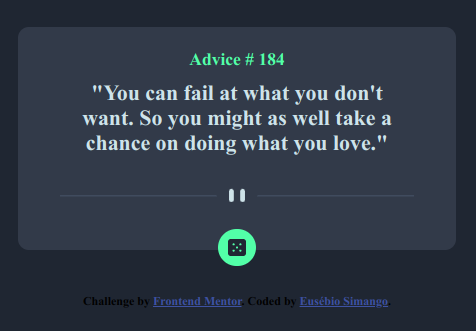 Advice # 184
"You can fail at what you don't
want. So you might as well take a
chance on doing what you love."
Challenge by Frontend Mentor. Coded by Eusébio Simango.